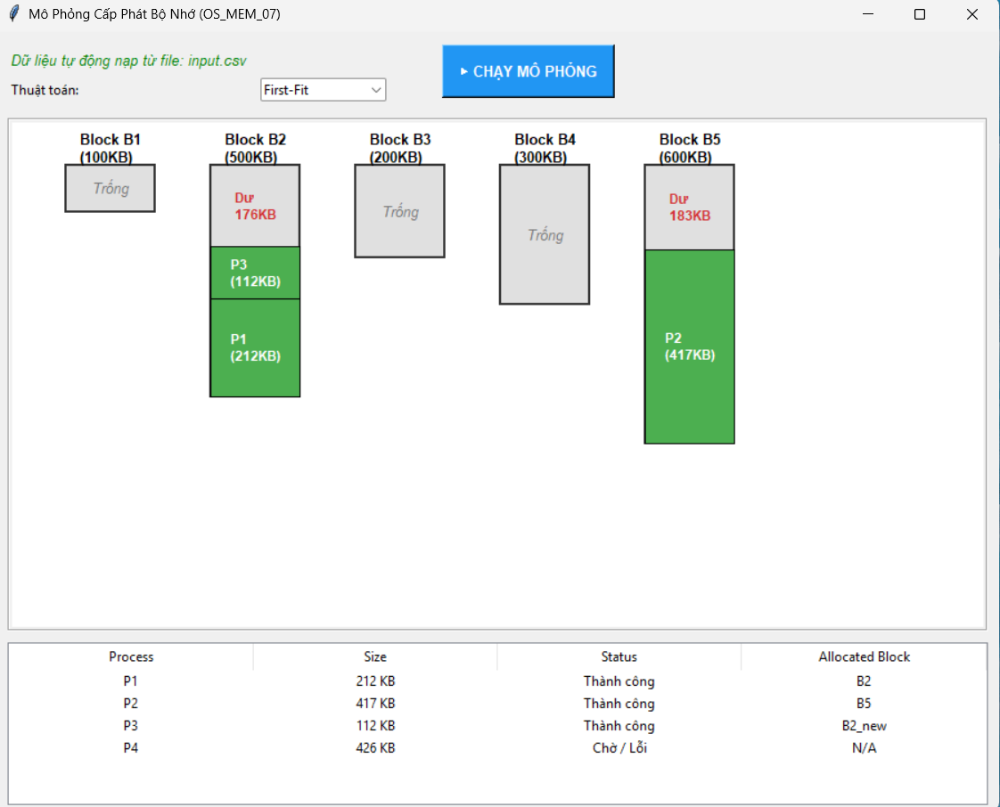 Mô Phỏng Cấp Phát Bộ Nhớ (OS_MEM_07)
Dữ liệu tự động nạp từ file: input.csv
Thuật toán:
First-Fit
CHẠY MÔ PHỎNG
Block B1
(100KB)
Trống
Block B2
(500KB)
Dư
176KB
P3
(112KB)
P1
(212KB)
Block B3
(200KB)
Trống
Block B4
(300KB)
Trống
Block B5
(600KB)
Dư
183KB
P2
(417KB)
Process Size Status Allocated Block
P1 212 KB Thành công B2
P2 417 KB Thành công B5
P3 112 KB Thành công B2_new
P4 426 KB Chờ / Lỗi N/A